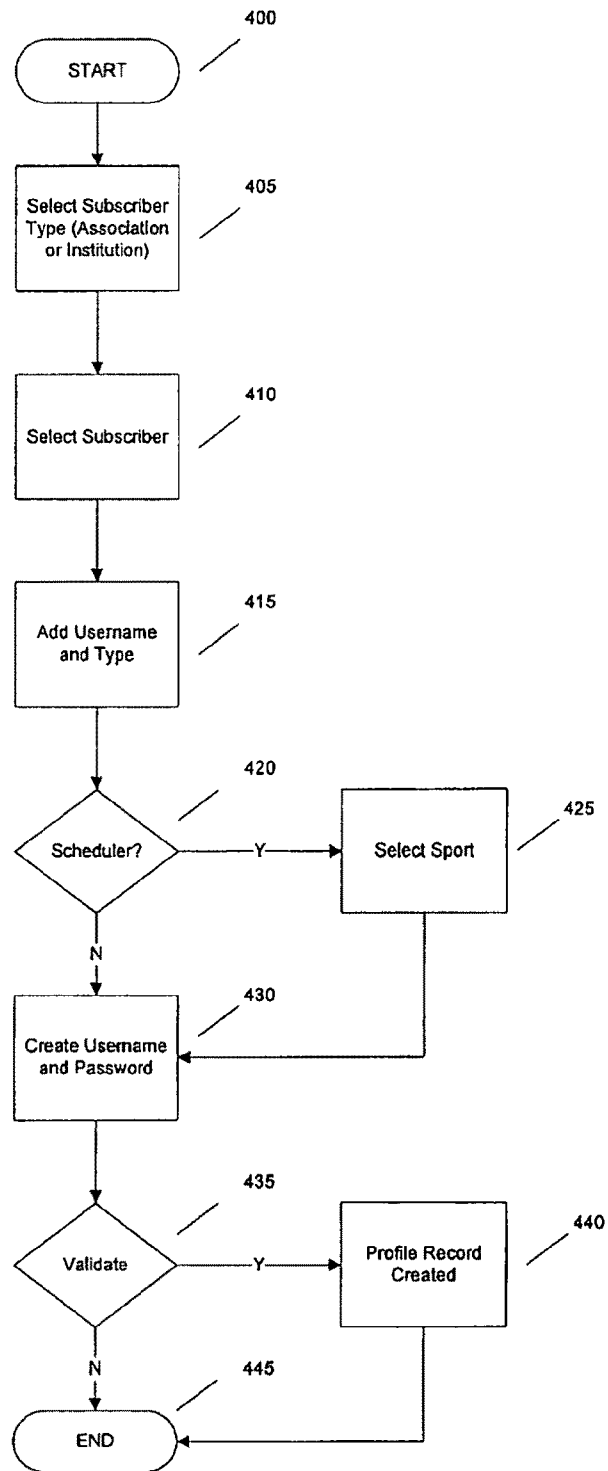 400
START
405
Select Subscriber
Type (Association
or Institution)
410
Select Subscriber
415
Add Username
and Type
420
Scheduler?
Y
Select Sport
425
N
430
Create Username
and Password
435
Validate
Y
Profile Record
Created
440
N
445
END